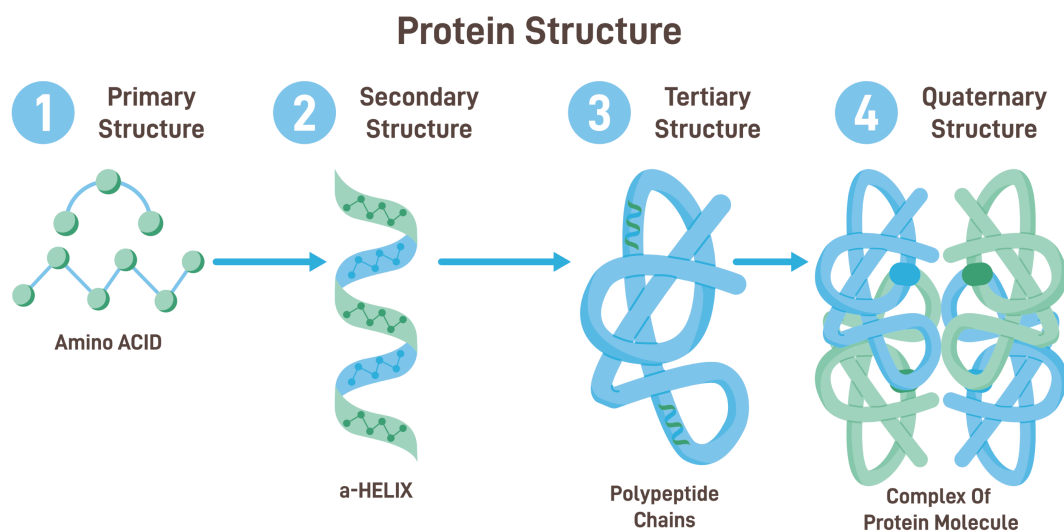 Protein Structure
1
Primary
Structure
2
Secondary
Structure
3
Tertiary
Structure
4
Quaternary
Structure
Amino ACID
a-HELIX
Polypeptide
Chains
Complex Of
Protein Molecule